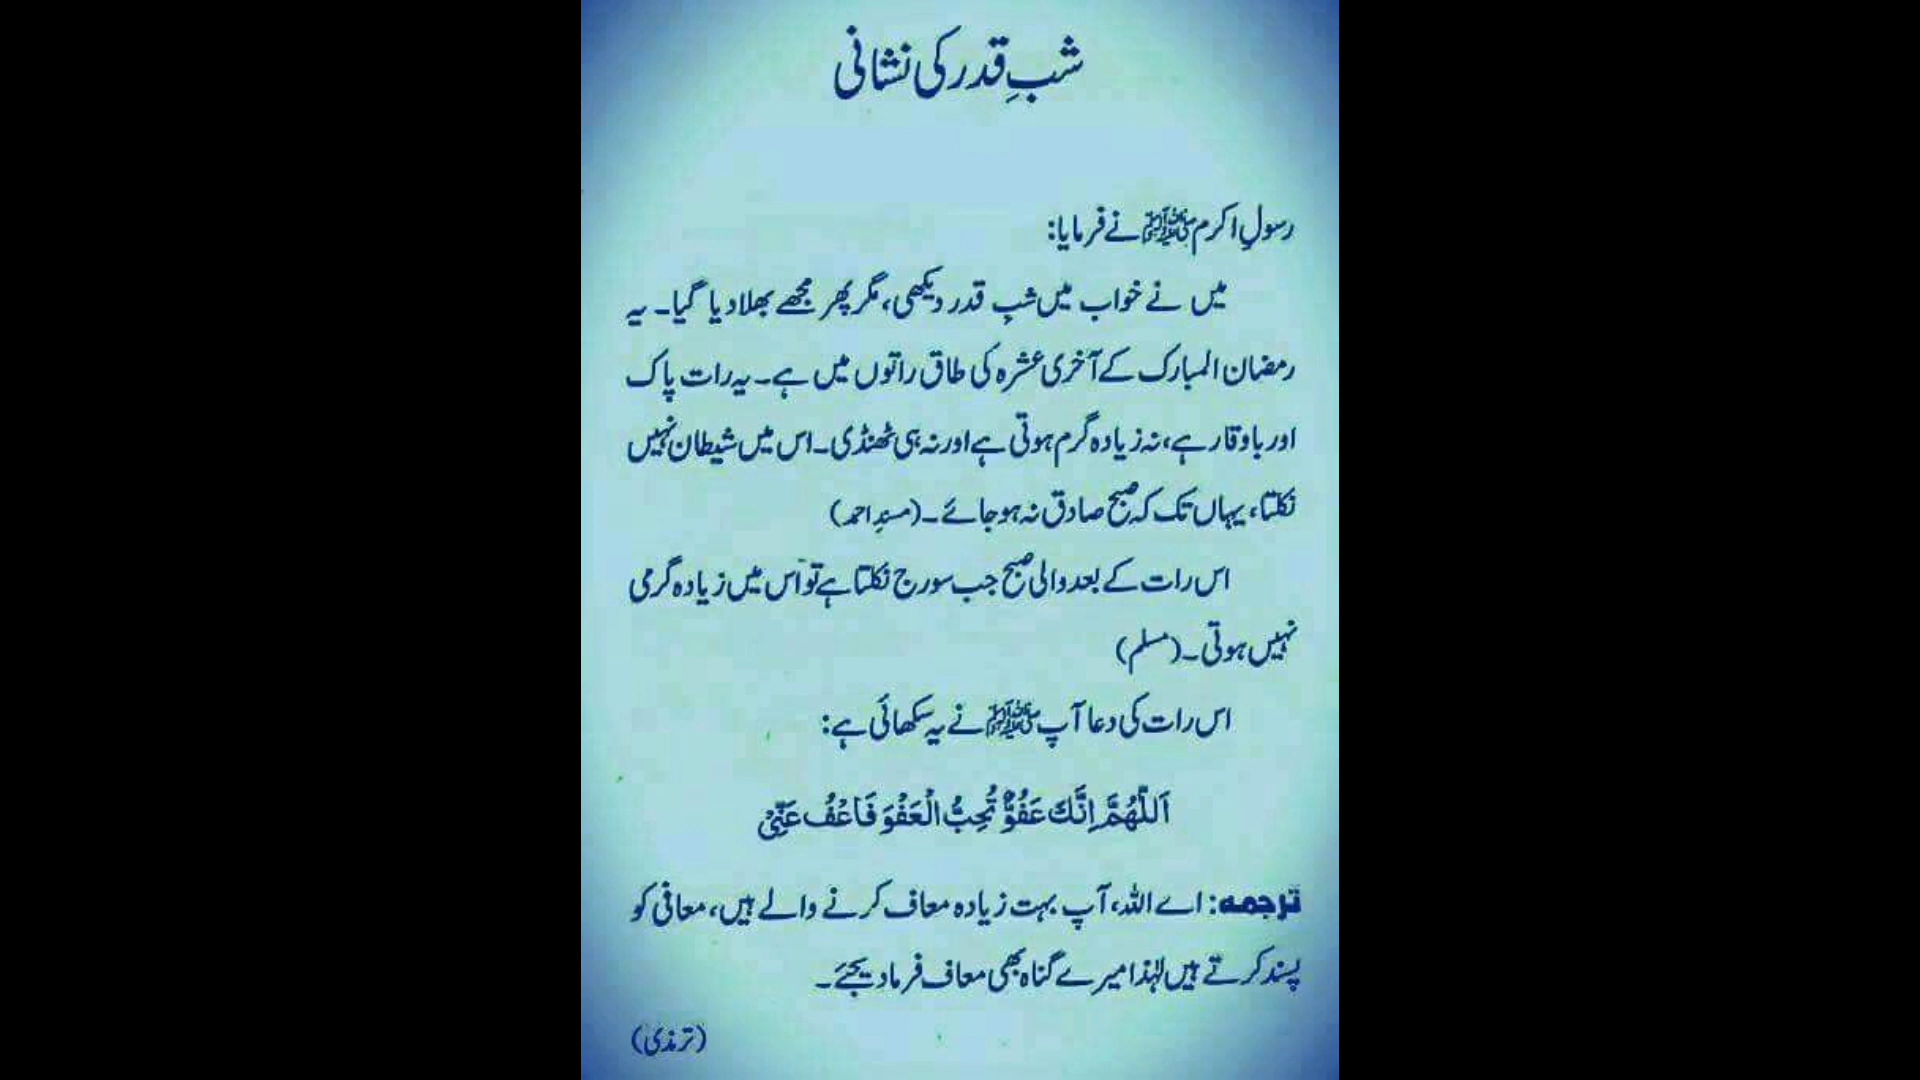 شبِ قدر کی نشانی
رسولِ اکرم ﷺ نے فرمایا:
میں نے خواب میں شبِ قدر دیکھی، مگر پھر مجھے بھلا دیا گیا۔ یہ
رمضان المبارک کے آخری عشرہ کی طاق راتوں میں ہے۔ یہ رات پاک
اور باوقار ہے، نہ زیادہ گرم ہوتی ہے اور نہ ہی ٹھنڈی۔ اس میں شیطان نہیں
نکلتا، یہاں تک کہ صبح صادق نہ ہو جائے۔ (مسندِ احمد)
اس رات کے بعد والی صبح جب سورج نکلتا ہے تو اس میں زیادہ گرمی
نہیں ہوتی۔ (مسلم)
اس رات کی دعا آپ ﷺ نے یہ سکھائی ہے:
اَللّٰهُمَّ اِنَّكَ عَفُوٌّ تُحِبُّ الْعَفْوَ فَاعْفُ عَنِّىْ
ترجمہ: اے اللہ، آپ بہت زیادہ معاف کرنے والے ہیں، معافی کو
پسند کرتے ہیں لہٰذا میرے گناہ بھی معاف فرما دیجئے۔
(ترمذی)